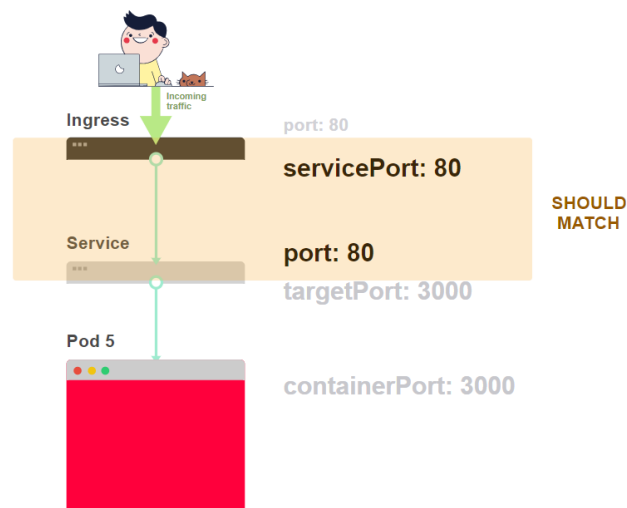 Incoming
traffic
Ingress
port: 80
servicePort: 80
SHOULD
MATCH
Service
port: 80
targetPort: 3000
Pod 5
containerPort: 3000